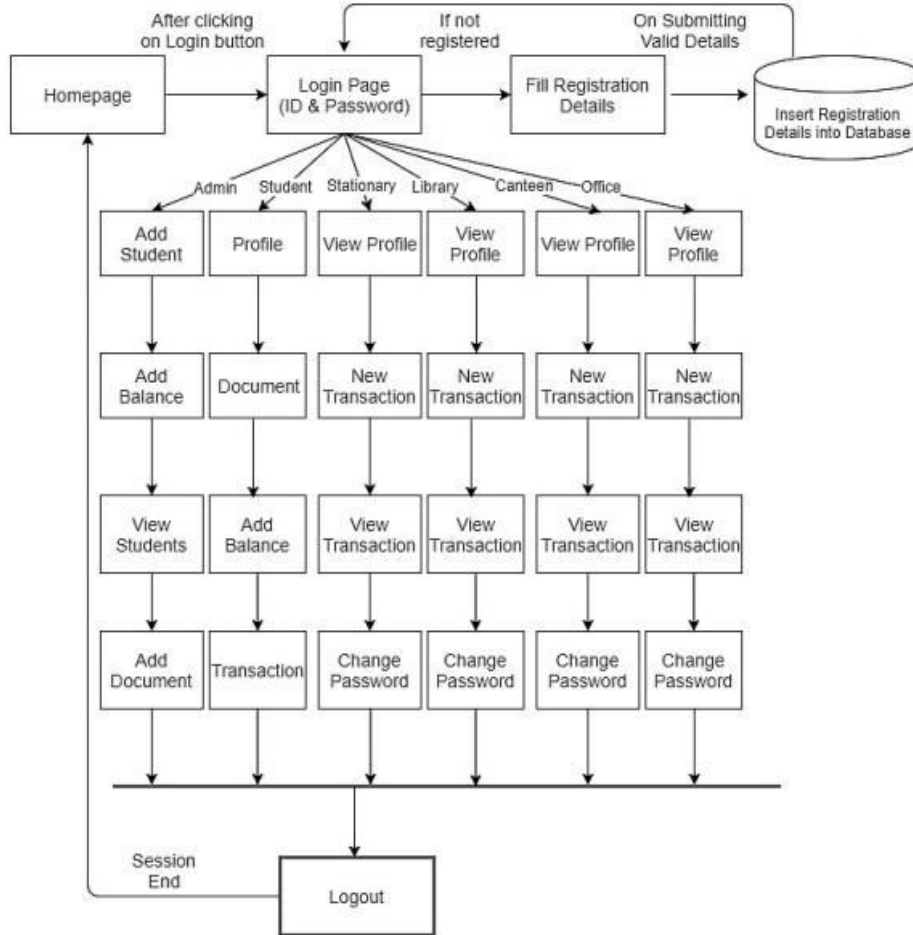 After clicking
on Login button
If not
registered
On Submitting
Valid Details
Homepage
Login Page
(ID & Password)
Fill Registration
Details
Insert Registration
Details into Database
Admin
Student
Stationary
Library
Canteen
Office
Add
Student
Profile
View Profile
View
Profile
View Profile
View
Profile
Add
Balance
Document
New
Transaction
New
Transaction
New
Transaction
New
Transaction
View
Students
Add
Balance
View
Transaction
View
Transaction
View
Transaction
View
Transaction
Add
Document
Transaction
Change
Password
Change
Password
Change
Password
Change
Password
Session
End
Logout